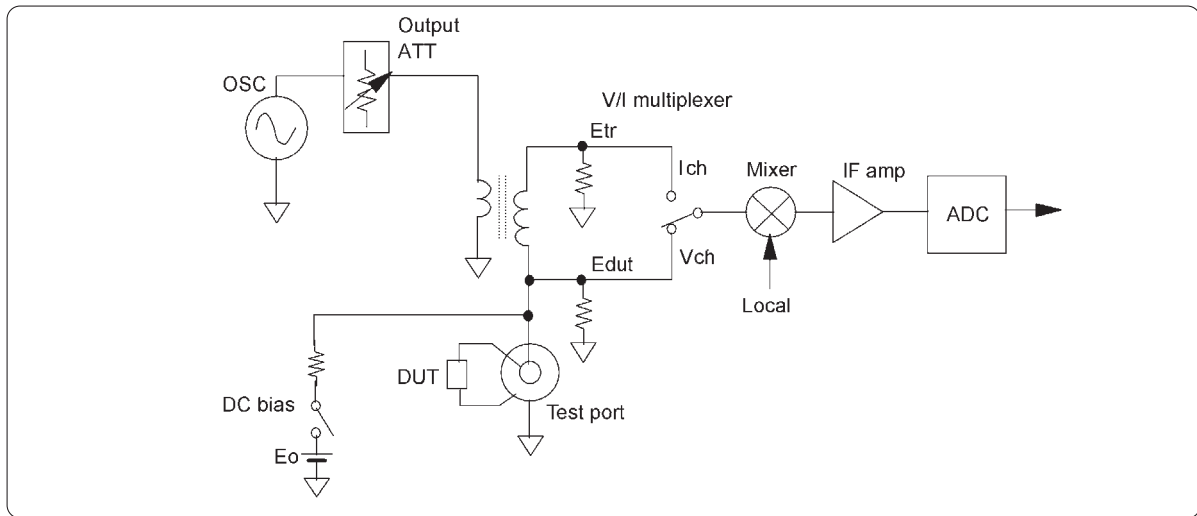 Output
ATT
OSC
V/I multiplexer
Etr
Ich
Mixer
IF amp
ADC
Vch
Edut
Local
DUT
Test port
DC bias
Eo